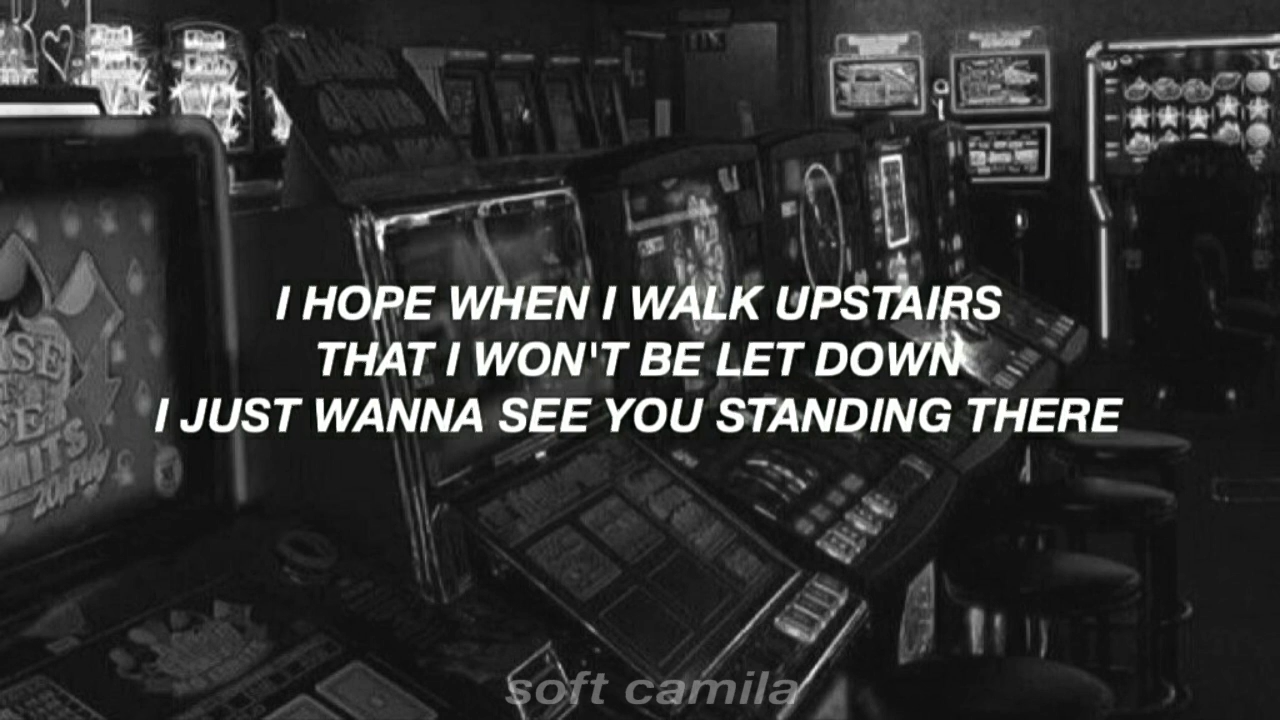 I HOPE WHEN I WALK UPSTAIRS
THAT I WON'T BE LET DOWN
I JUST WANNA SEE YOU STANDING THERE
soft camila